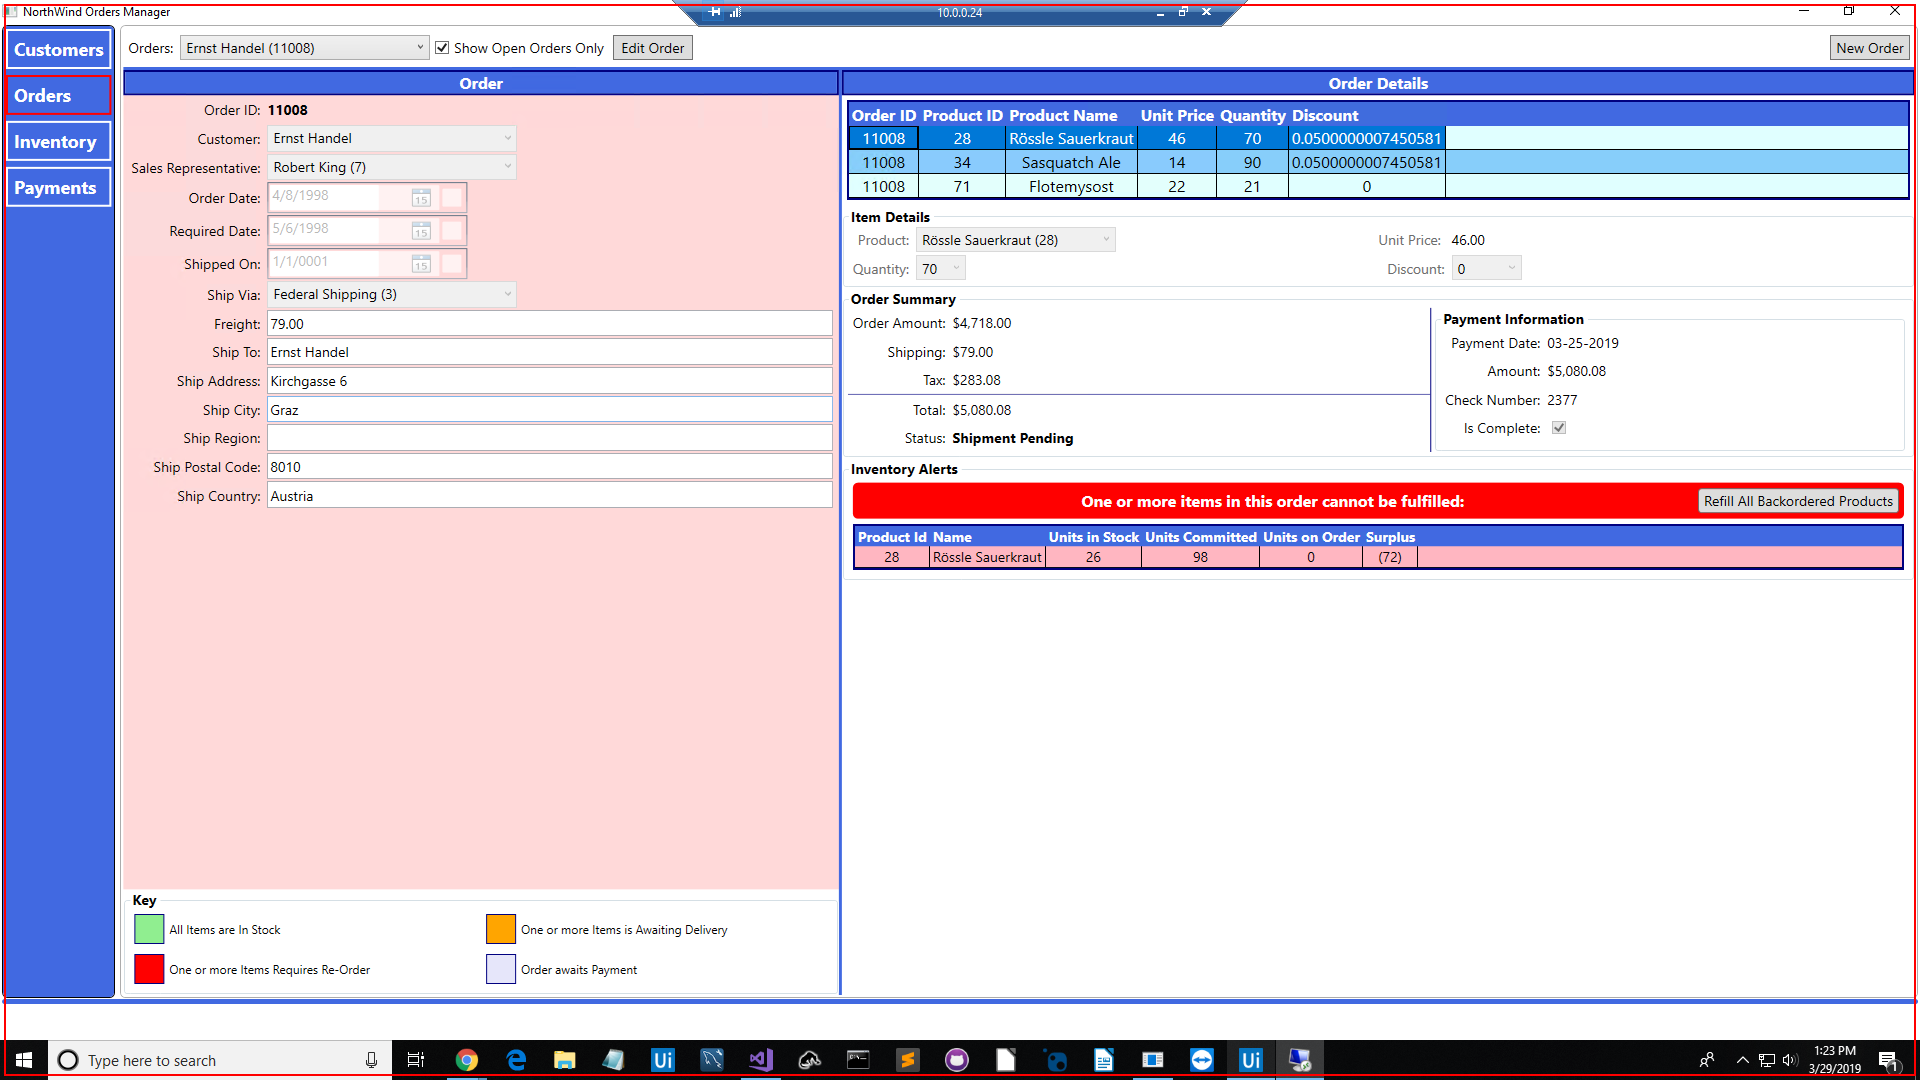 NorthWind Orders Manager
10.0.0.24
Customers
Orders
Inventory
Payments
Orders: Ernst Handel (11008) Show Open Orders Only Edit Order New Order
Order
Order ID: 11008
Customer: Ernst Handel
Sales Representative: Robert King (7)
Order Date: 4/8/1998 15
Required Date: 5/6/1998 15
Shipped On: 1/1/0001 15
Ship Via: Federal Shipping (3)
Freight: 79.00
Ship To: Ernst Handel
Ship Address: Kirchgasse 6
Ship City: Graz
Ship Region:
Ship Postal Code: 8010
Ship Country: Austria
Key
All Items are In Stock
One or more Items is Awaiting Delivery
One or more Items Requires Re-Order
Order awaits Payment
Order Details
Order ID Product ID Product Name Unit Price Quantity Discount
11008 28 Rössle Sauerkraut 46 70 0.0500000007450581
11008 34 Sasquatch Ale 14 90 0.0500000007450581
11008 71 Flotemysost 22 21 0
Item Details
Product: Rössle Sauerkraut (28) Unit Price: 46.00
Quantity: 70 Discount: 0
Order Summary
Order Amount: $4,718.00
Shipping: $79.00
Tax: $283.08
Total: $5,080.08
Status: Shipment Pending
Payment Information
Payment Date: 03-25-2019
Amount: $5,080.08
Check Number: 2377
Is Complete:
Inventory Alerts
One or more items in this order cannot be fulfilled: Refill All Backordered Products
Product Id Name Units in Stock Units Committed Units on Order Surplus
28 Rössle Sauerkraut 26 98 0 (72)
Type here to search
Ui
Ui
1:23 PM
3/29/2019
1